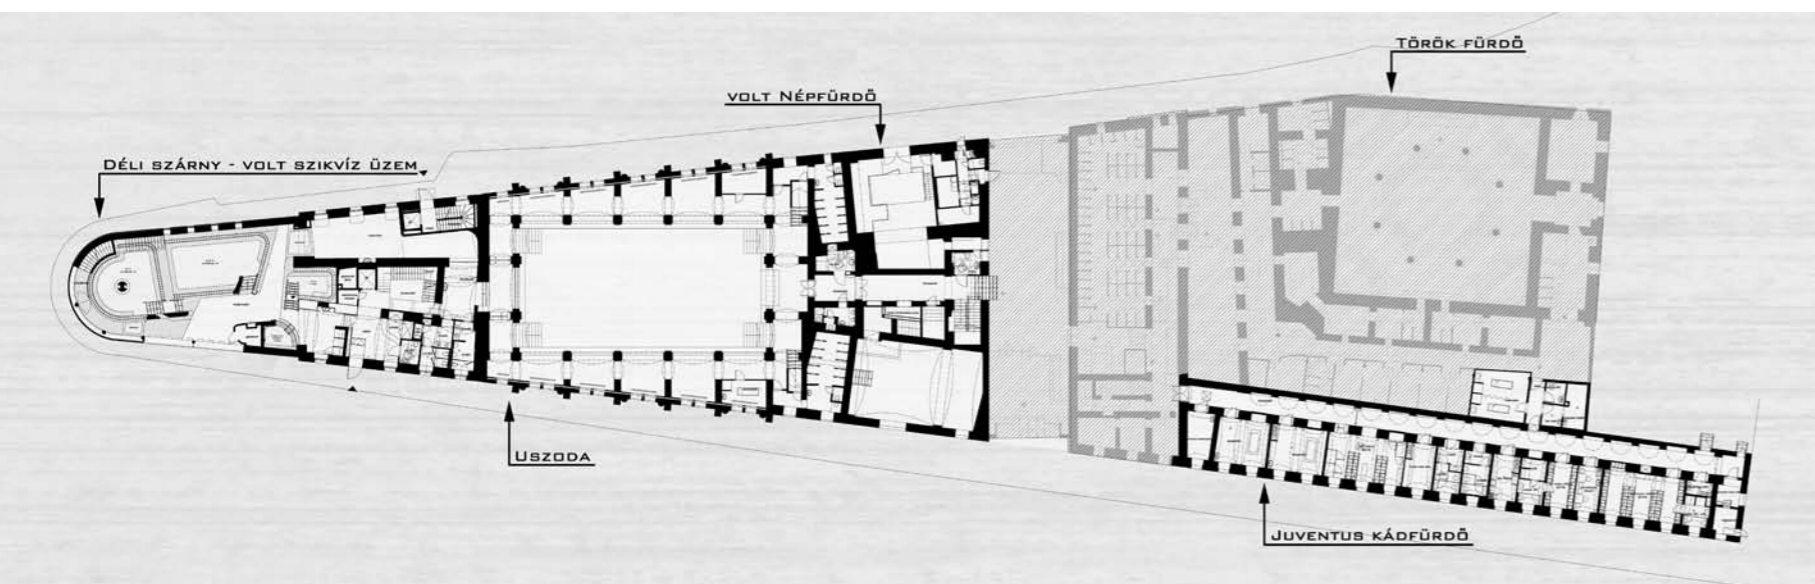 Török fürdő
volt Népfürdő
Déli szárny - volt szikvíz üzem
Uszoda
Juventus kádfürdő